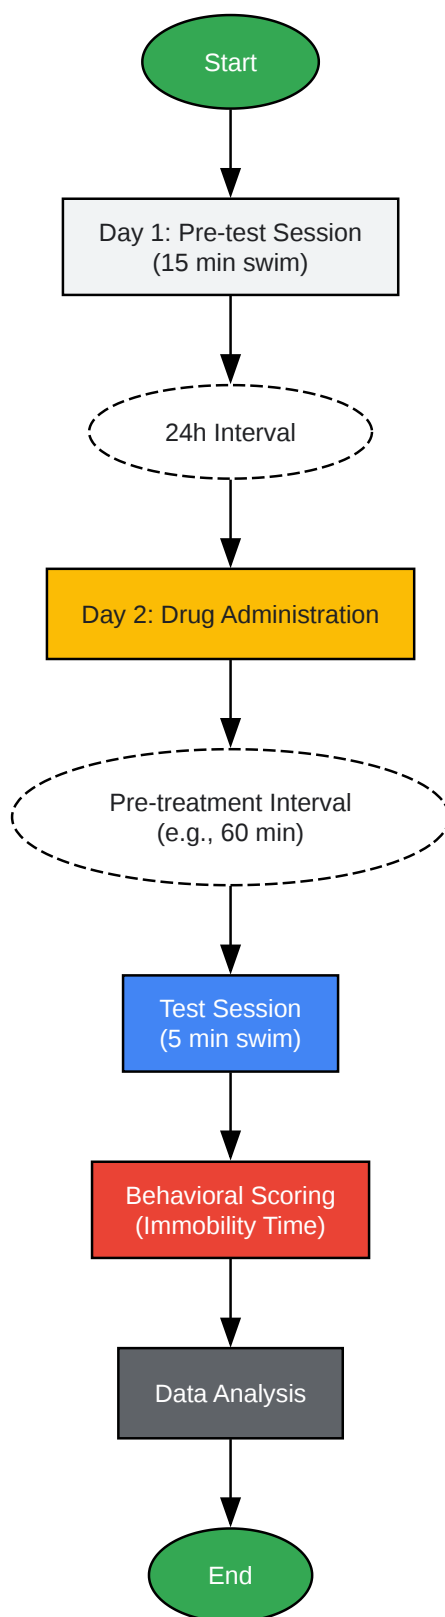 Start
Day 1: Pre-test Session
(15 min swim)
24h Interval
Day 2: Drug Administration
Pre-treatment Interval
(e.g., 60 min)
Test Session
(5 min swim)
Behavioral Scoring
(Immobility Time)
Data Analysis
End